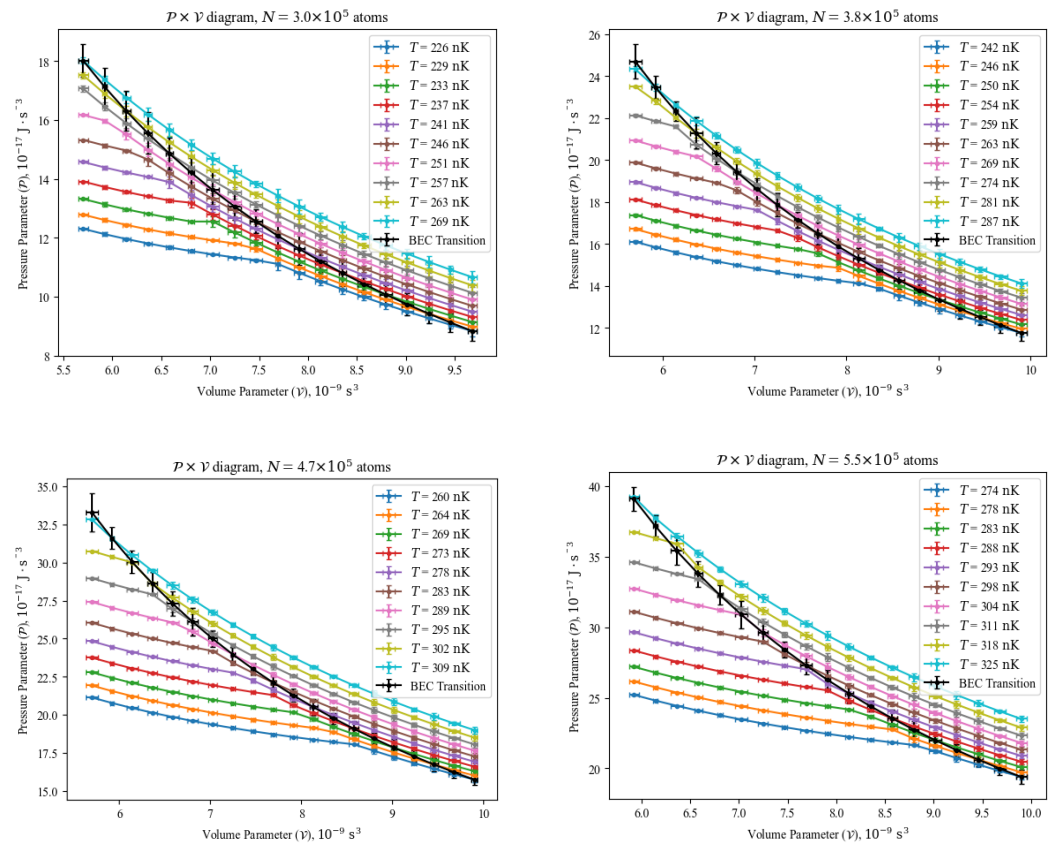 𝒫 × 𝒱 diagram, N = 3.0×10⁵ atoms
Pressure Parameter (𝒫), 10⁻¹⁷ J · s⁻³
18
16
14
12
10
8
5.5 6.0 6.5 7.0 7.5 8.0 8.5 9.0 9.5
Volume Parameter (𝒱), 10⁻⁹ s³
T = 226 nK
T = 229 nK
T = 233 nK
T = 237 nK
T = 241 nK
T = 246 nK
T = 251 nK
T = 257 nK
T = 263 nK
T = 269 nK
BEC Transition
𝒫 × 𝒱 diagram, N = 3.8×10⁵ atoms
Pressure Parameter (𝒫), 10⁻¹⁷ J · s⁻³
26
24
22
20
18
16
14
12
6 7 8 9 10
Volume Parameter (𝒱), 10⁻⁹ s³
T = 242 nK
T = 246 nK
T = 250 nK
T = 254 nK
T = 259 nK
T = 263 nK
T = 269 nK
T = 274 nK
T = 281 nK
T = 287 nK
BEC Transition
𝒫 × 𝒱 diagram, N = 4.7×10⁵ atoms
Pressure Parameter (𝒫), 10⁻¹⁷ J · s⁻³
35.0
32.5
30.0
27.5
25.0
22.5
20.0
17.5
15.0
6 7 8 9 10
Volume Parameter (𝒱), 10⁻⁹ s³
T = 260 nK
T = 264 nK
T = 269 nK
T = 273 nK
T = 278 nK
T = 283 nK
T = 289 nK
T = 295 nK
T = 302 nK
T = 309 nK
BEC Transition
𝒫 × 𝒱 diagram, N = 5.5×10⁵ atoms
Pressure Parameter (𝒫), 10⁻¹⁷ J · s⁻³
40
35
30
25
20
6.0 6.5 7.0 7.5 8.0 8.5 9.0 9.5 10.0
Volume Parameter (𝒱), 10⁻⁹ s³
T = 274 nK
T = 278 nK
T = 283 nK
T = 288 nK
T = 293 nK
T = 298 nK
T = 304 nK
T = 311 nK
T = 318 nK
T = 325 nK
BEC Transition